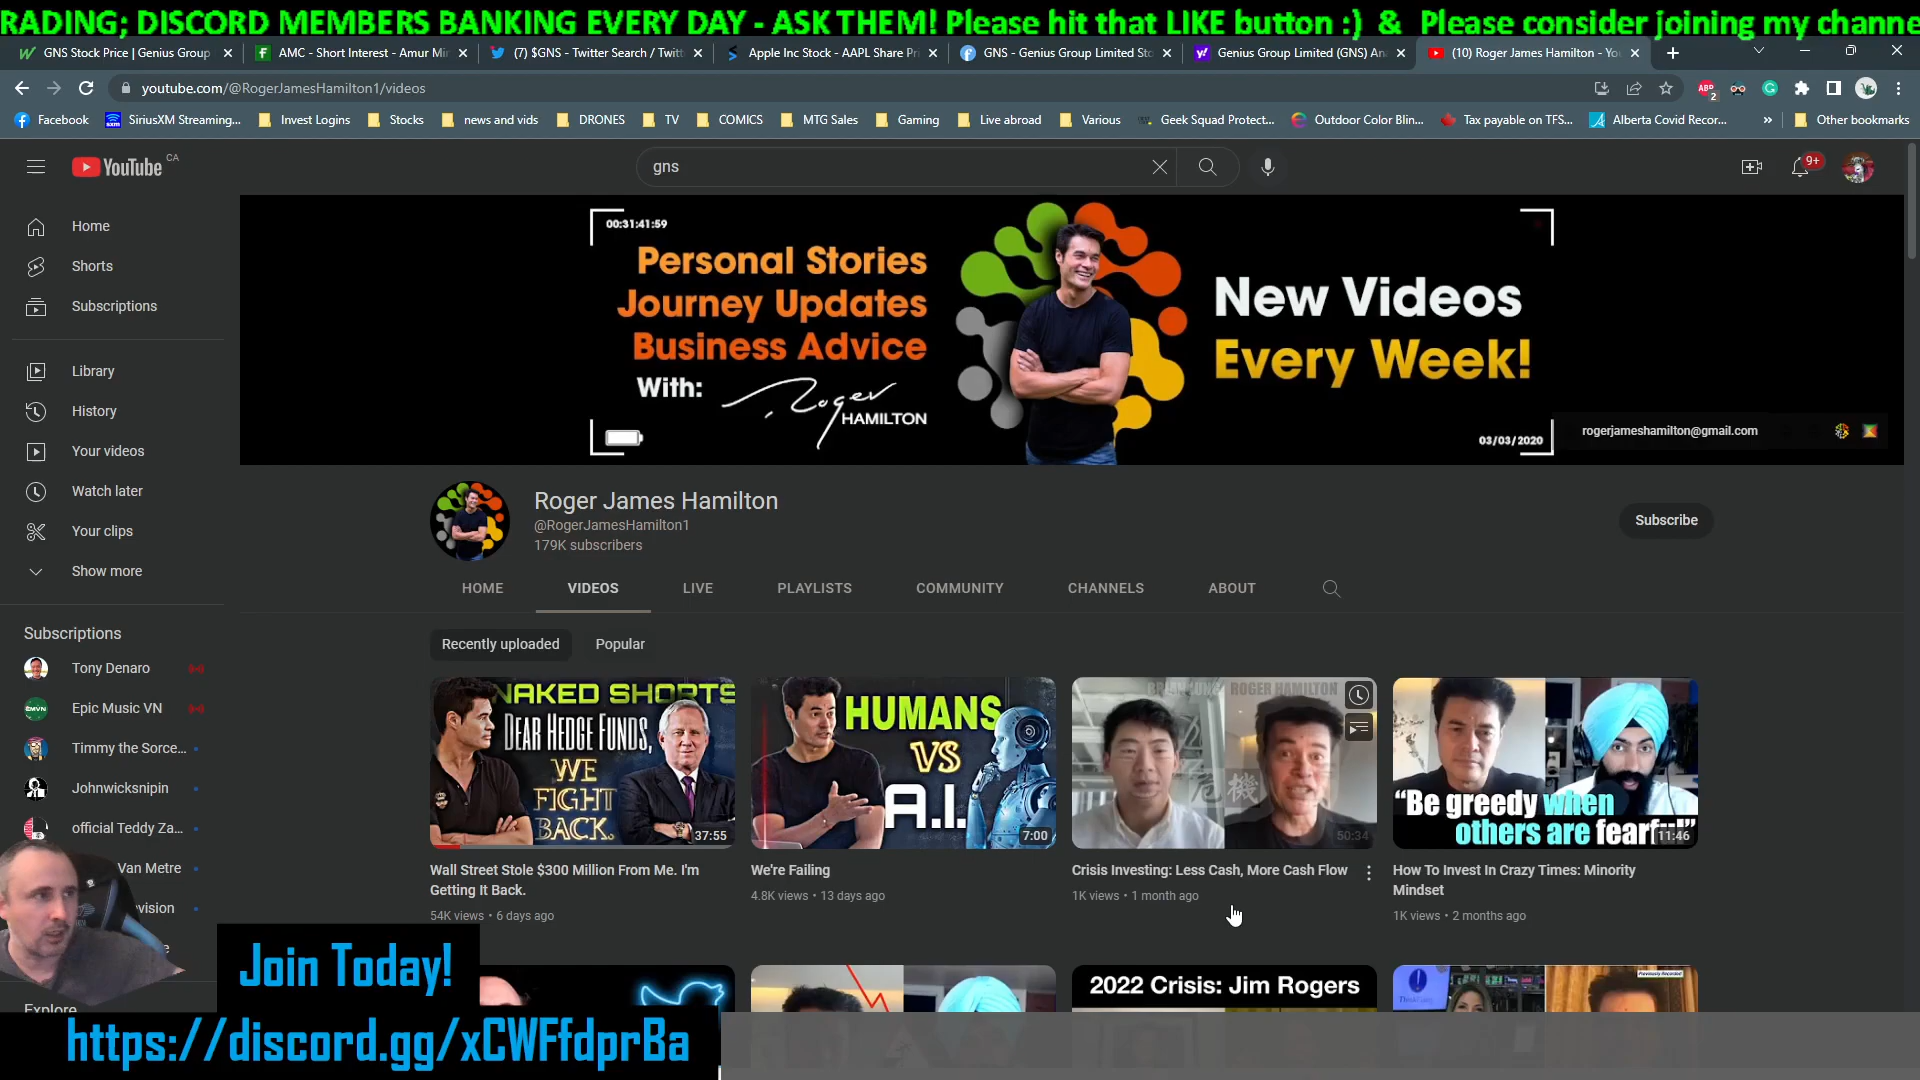 RADING; DISCORD MEMBERS BANKING EVERY DAY - ASK THEM! Please hit that LIKE button :) & Please consider joining my channe
GNS Stock Price | Genius Group
AMC - Short Interest - Amur Min
(7) $GNS - Twitter Search / Twitt
Apple Inc Stock - AAPL Share Pri
GNS - Genius Group Limited Sto
Genius Group Limited (GNS) An
(10) Roger James Hamilton - You
youtube.com/@RogerJamesHamilton1/videos
ABP
2
Facebook
SiriusXM Streaming...
Invest Logins
Stocks
news and vids
DRONES
TV
COMICS
MTG Sales
Gaming
Live abroad
Various
Geek Squad Protect...
Outdoor Color Blin...
Tax payable on TFS...
Alberta Covid Recor...
»
Other bookmarks
YouTube CA
gns
9+
Home
Shorts
Subscriptions
Library
History
Your videos
Watch later
Your clips
Show more
Subscriptions
Tony Denaro
Epic Music VN
Timmy the Sorce...
Johnwicksnipin
official Teddy Za...
Van Metre
vision
Explore
00:31:41:59
Personal Stories
Journey Updates
Business Advice
With: Roger
HAMILTON
New Videos
Every Week!
03/03/2020
rogerjameshamilton@gmail.com
Roger James Hamilton
@RogerJamesHamilton1
179K subscribers
Subscribe
HOME
VIDEOS
LIVE
PLAYLISTS
COMMUNITY
CHANNELS
ABOUT
Recently uploaded
Popular
NAKED SHORTS
DEAR HEDGE FUNDS,
WE
FIGHT
BACK.
37:55
Wall Street Stole $300 Million From Me. I'm
Getting It Back.
54K views • 6 days ago
HUMANS
VS
A.I.
7:00
We're Failing
4.8K views • 13 days ago
ROGER HAMILTON
危機
50:34
Crisis Investing: Less Cash, More Cash Flow
1K views • 1 month ago
"Be greedy when
others are fearful"
11:46
How To Invest In Crazy Times: Minority
Mindset
1K views • 2 months ago
2022 Crisis: Jim Rogers
Join Today!
https://discord.gg/xCWFfdprBa